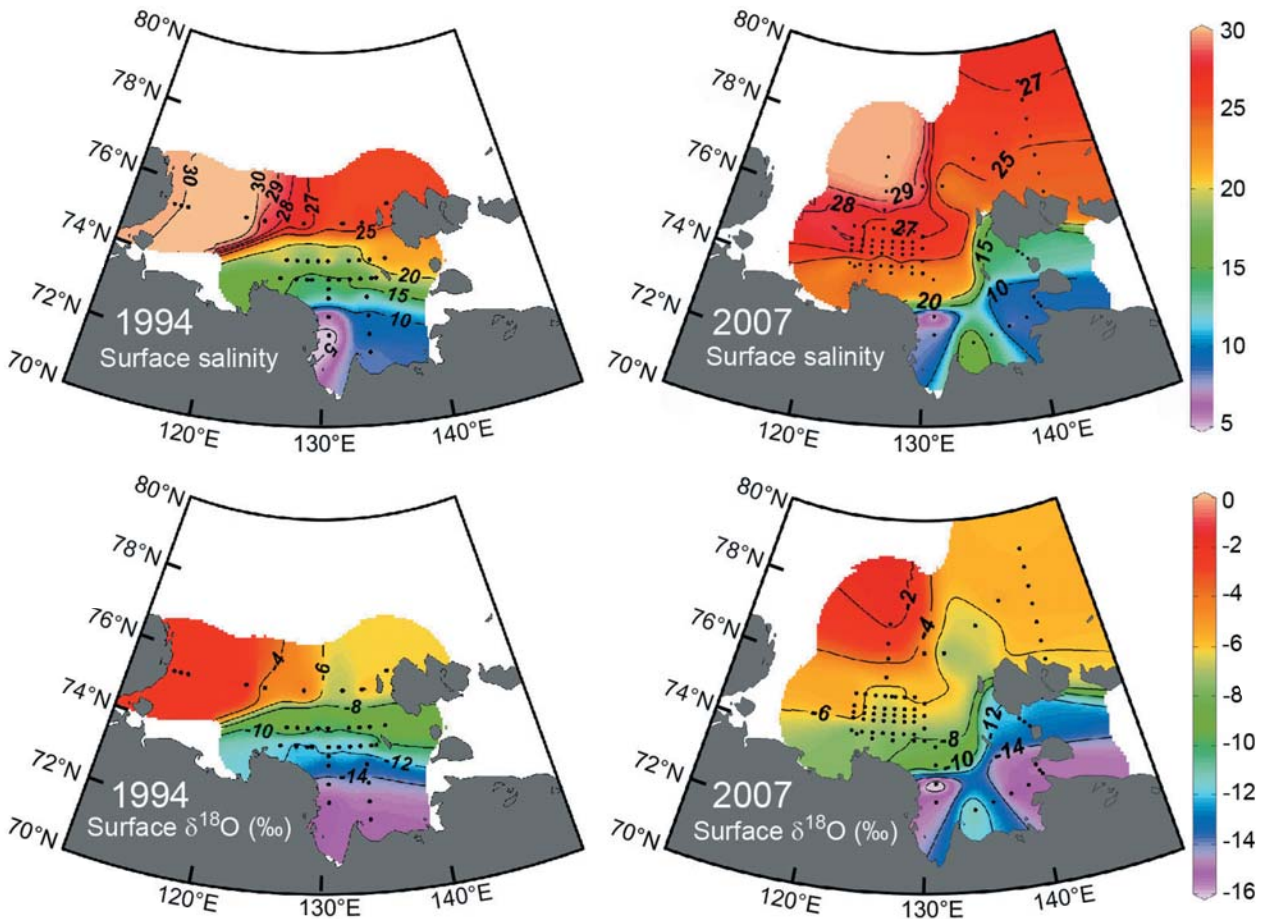 80°N
78°N
76°N
74°N
72°N
70°N
120°E
130°E
140°E
30
30
29
28
27
25
20
15
10
5
1994
Surface salinity
80°N
78°N
76°N
74°N
72°N
70°N
120°E
130°E
140°E
27
25
29
28
27
20
15
10
2007
Surface salinity
30
25
20
15
10
5
80°N
78°N
76°N
74°N
72°N
70°N
120°E
130°E
140°E
-4
-6
-8
-10
-12
-14
1994
Surface δ¹⁸O (‰)
80°N
78°N
76°N
74°N
72°N
70°N
120°E
130°E
140°E
-2
-4
-6
-8
-10
-12
-14
2007
Surface δ¹⁸O (‰)
0
-2
-4
-6
-8
-10
-12
-14
-16